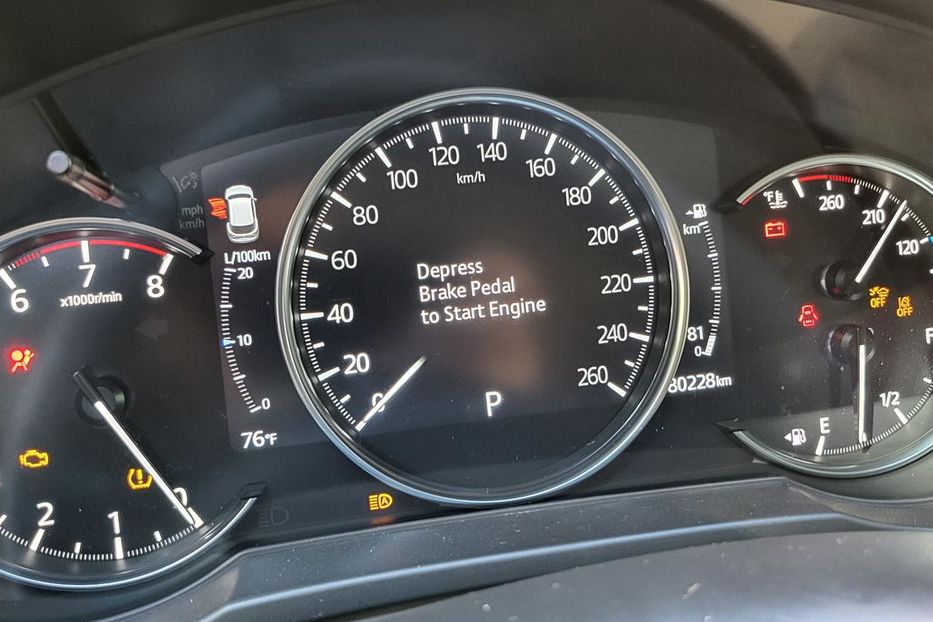 mph
km/h
L/100km
20
10
0
76°F
6
7
8
x1000r/min
2
1
0
0
20
40
60
80
100
120
140
160
180
200
220
240
260
km/h
Depress
Brake Pedal
to Start Engine
P
km
81
0
80228km
°F
260
210
120
OFF
OFF
E
1/2
F
A